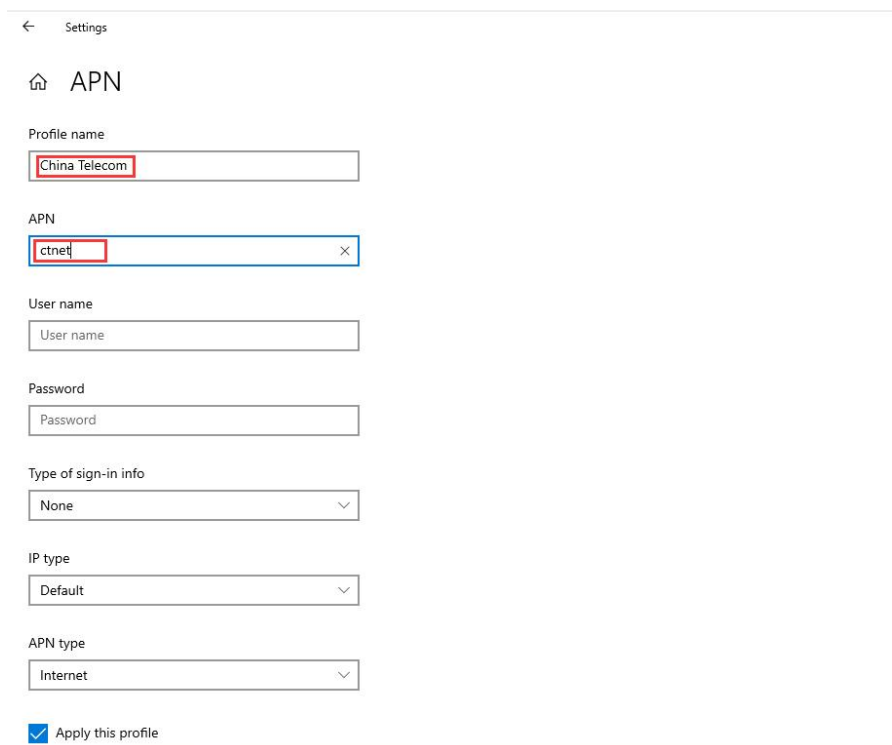 Settings
APN
Profile name
China Telecom
APN
ctnet
User name
User name
Password
Password
Type of sign-in info
None
IP type
Default
APN type
Internet
Apply this profile